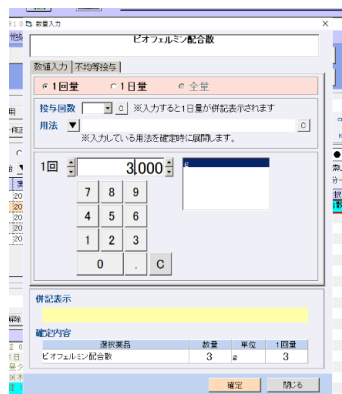 数量入力
ビオフェルミン配合散
数値入力 不均等投与
1回量 1日量 全量
投与回数 C ※入力すると1日量が併記表示されます
用法 ▼ C
※入力している用法を確定時に展開します。
1回 3.000 g
7 8 9
4 5 6
1 2 3
0 . C
併記表示
確定内容
選択薬品 数量 単位 1回量
ビオフェルミン配合散 3 g 3
確定 閉じる